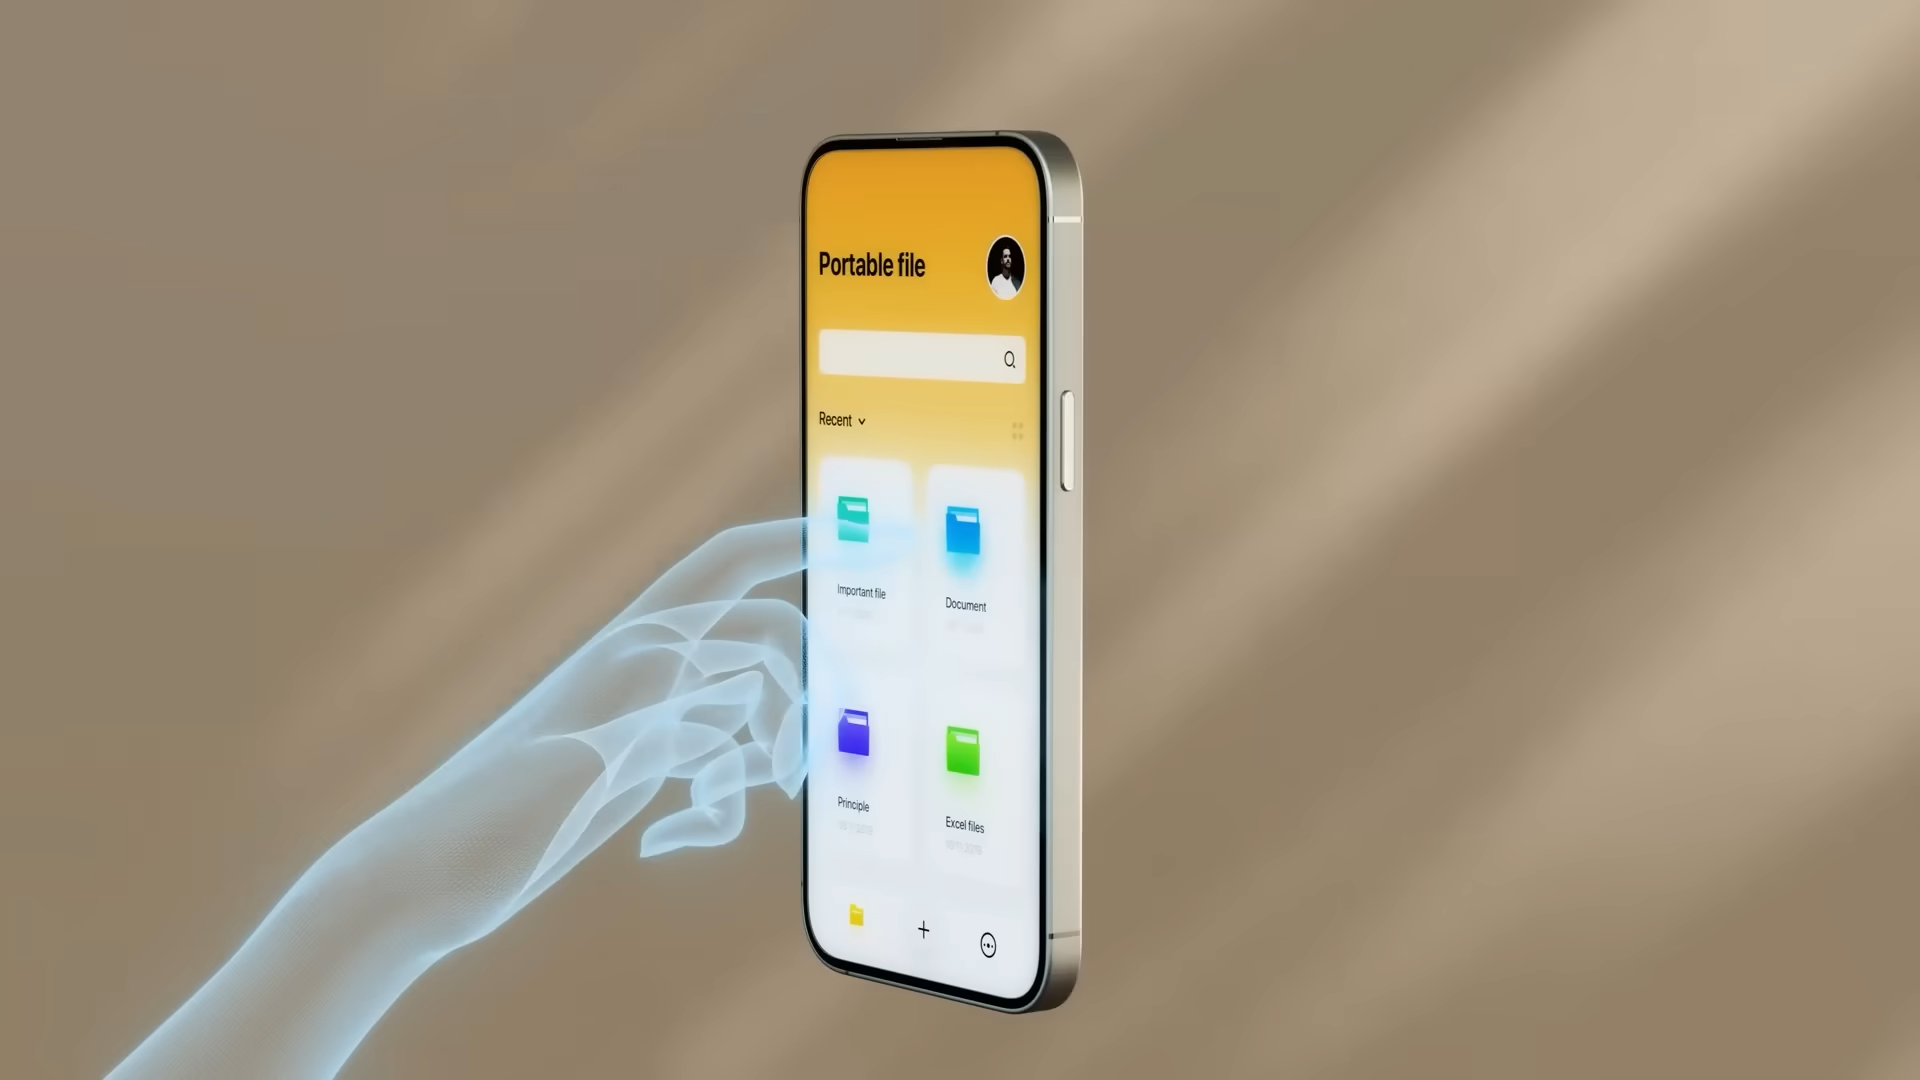 Portable file
Recent
Important file
Document
Principle
Excel files